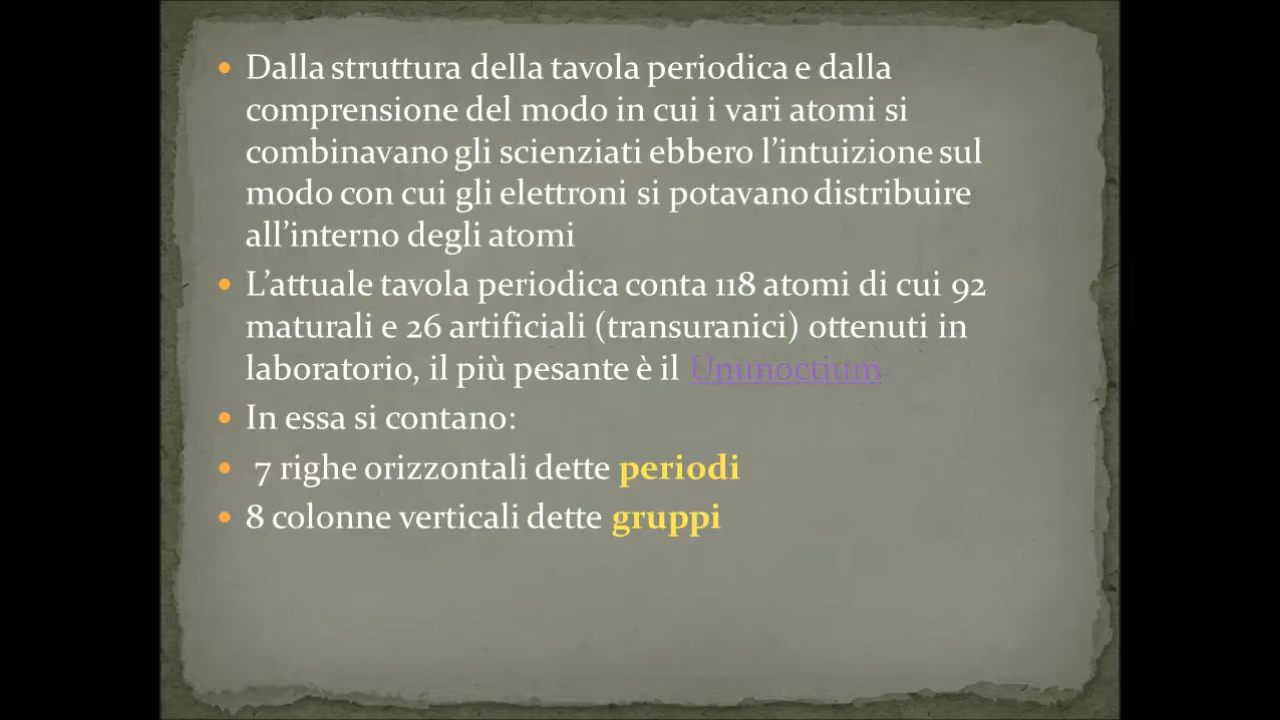 • Dalla struttura della tavola periodica e dalla
comprensione del modo in cui i vari atomi si
combinavano gli scienziati ebbero l’intuizione sul
modo con cui gli elettroni si potavano distribuire
all’interno degli atomi
• L’attuale tavola periodica conta 118 atomi di cui 92
maturali e 26 artificiali (transuranici) ottenuti in
laboratorio, il più pesante è il Ununoctium
• In essa si contano:
• 7 righe orizzontali dette periodi
• 8 colonne verticali dette gruppi